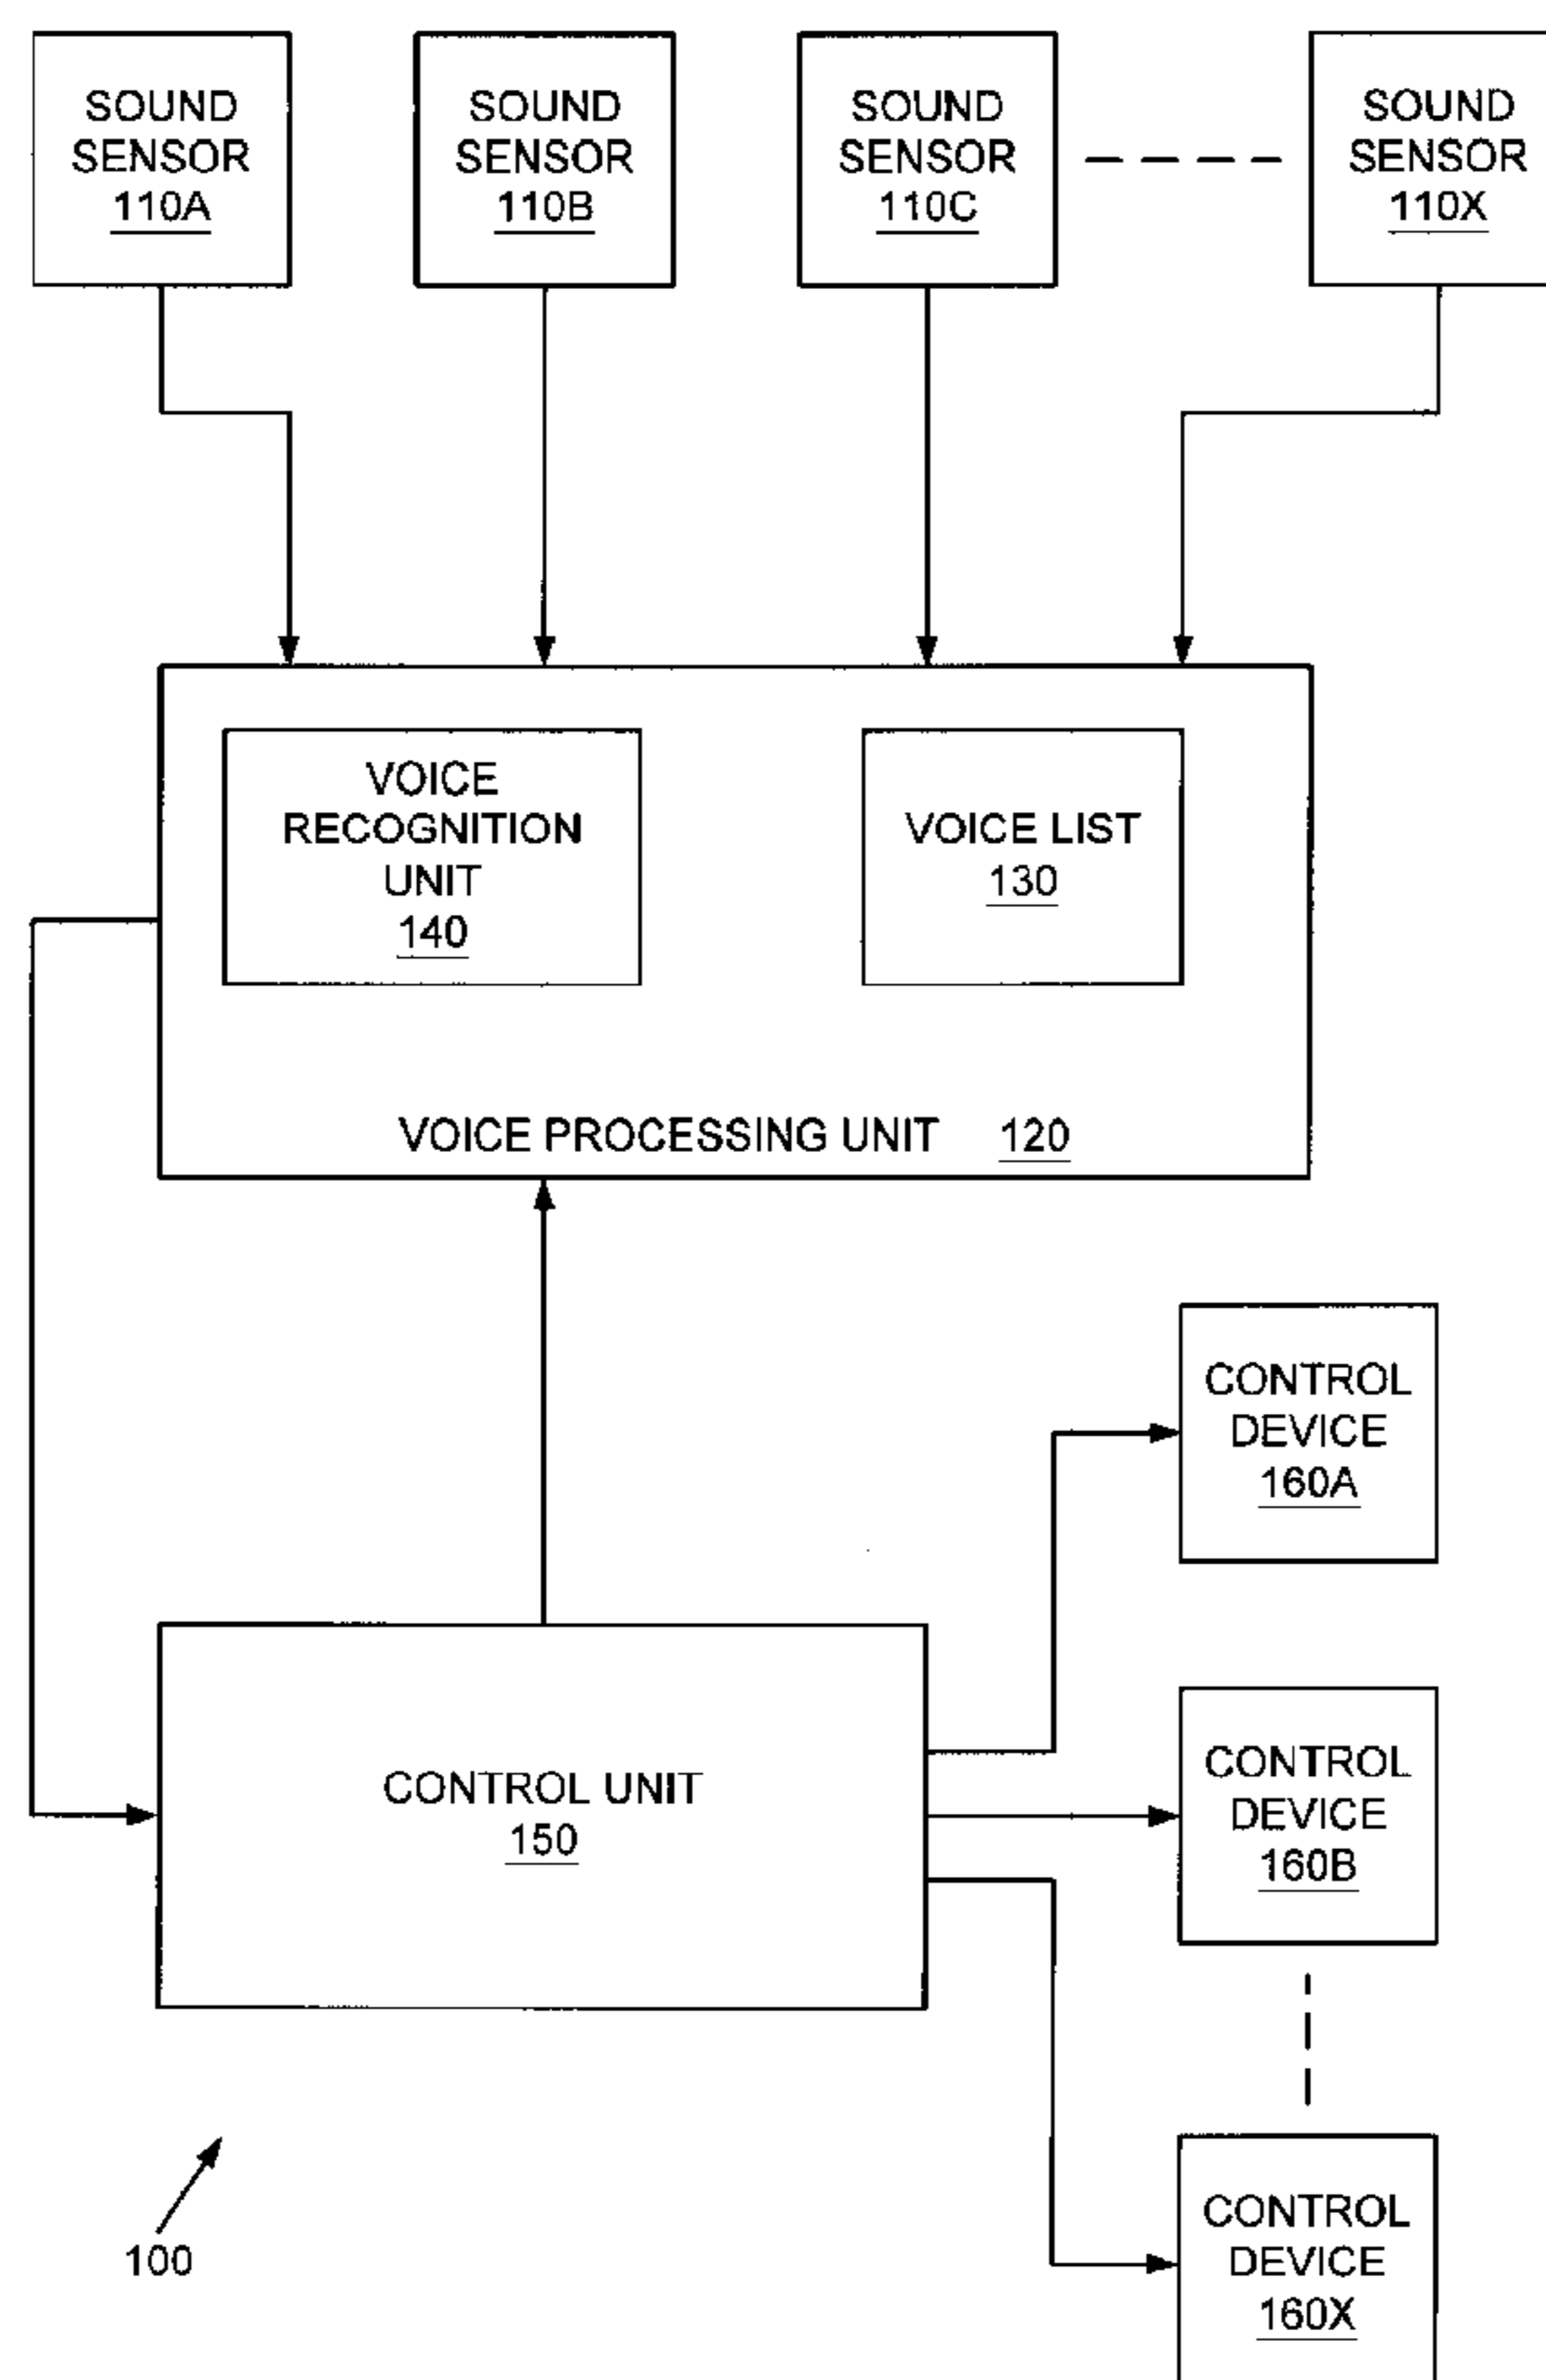 SOUND
SENSOR
110A
SOUND
SENSOR
110B
SOUND
SENSOR
110C
SOUND
SENSOR
110X
VOICE
RECOGNITION
UNIT
140
VOICE LIST
130
VOICE PROCESSING UNIT 120
CONTROL
DEVICE
160A
CONTROL UNIT
150
CONTROL
DEVICE
160B
CONTROL
DEVICE
160X
100